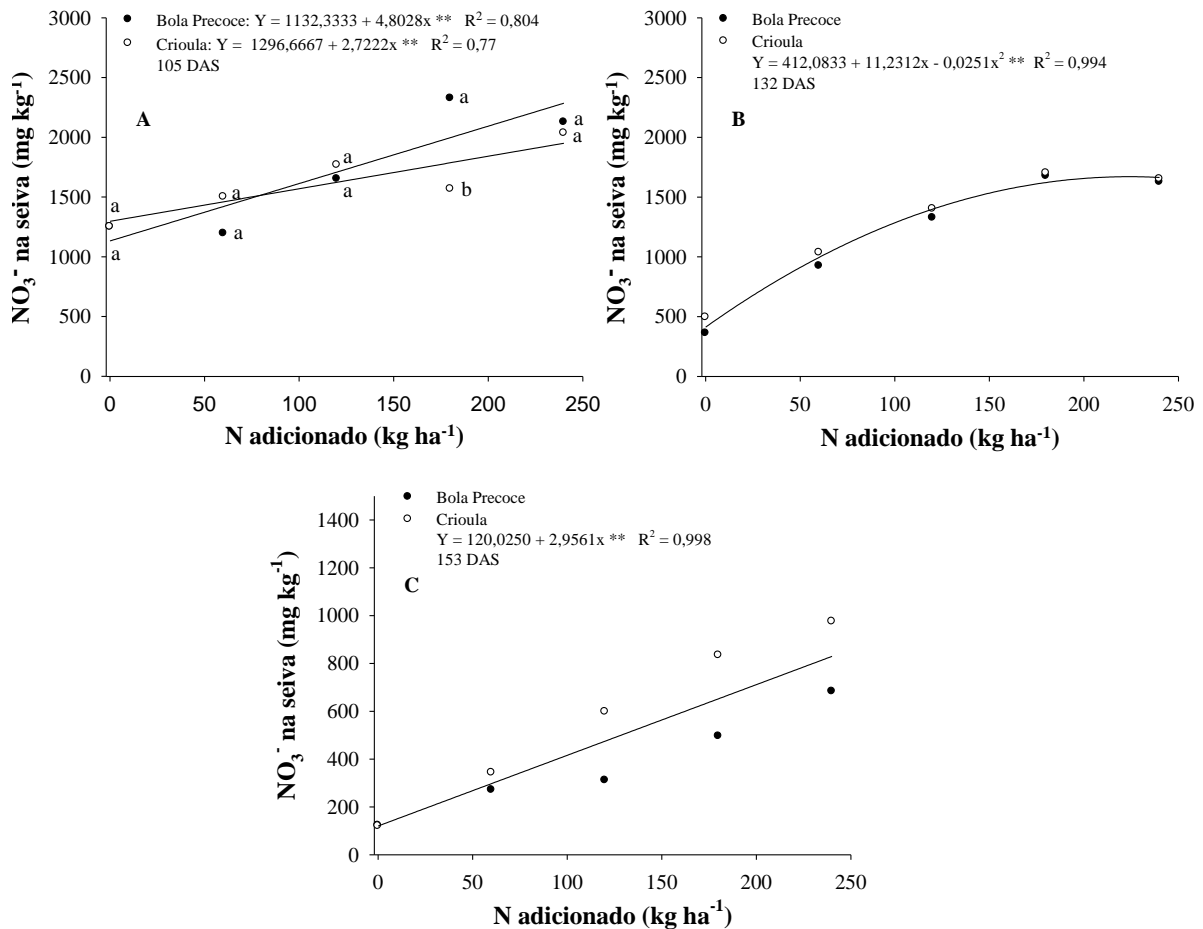 Bola Precoce: Y = 1132,3333 + 4,8028x ** R² = 0,804
Crioula: Y = 1296,6667 + 2,7222x ** R² = 0,77
105 DAS
A
NO₃⁻ na seiva (mg kg⁻¹)
3000
2500
2000
1500
1000
500
0
a
a
a
a
a
a
a
b
a
a
0 50 100 150 200 250
N adicionado (kg ha⁻¹)
Bola Precoce
Crioula
Y = 412,0833 + 11,2312x - 0,0251x² ** R² = 0,994
132 DAS
B
NO₃⁻ na seiva (mg kg⁻¹)
3000
2500
2000
1500
1000
500
0
0 50 100 150 200 250
N adicionado (kg ha⁻¹)
Bola Precoce
Crioula
Y = 120,0250 + 2,9561x ** R² = 0,998
153 DAS
C
NO₃⁻ na seiva (mg kg⁻¹)
1400
1200
1000
800
600
400
200
0
0 50 100 150 200 250
N adicionado (kg ha⁻¹)